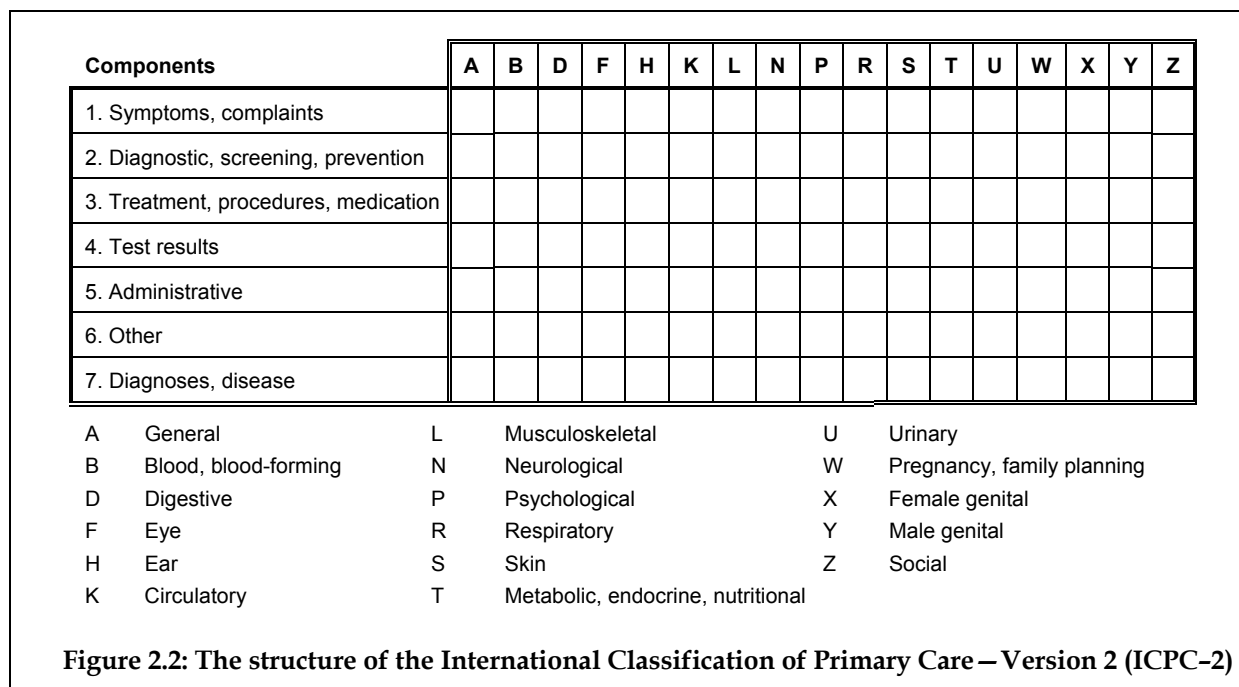 Components A B D F H K L N P R S T U W X Y Z
1. Symptoms, complaints
2. Diagnostic, screening, prevention
3. Treatment, procedures, medication
4. Test results
5. Administrative
6. Other
7. Diagnoses, disease
A General L Musculoskeletal U Urinary
B Blood, blood-forming N Neurological W Pregnancy, family planning
D Digestive P Psychological X Female genital
F Eye R Respiratory Y Male genital
H Ear S Skin Z Social
K Circulatory T Metabolic, endocrine, nutritional
Figure 2.2: The structure of the International Classification of Primary Care—Version 2 (ICPC–2)